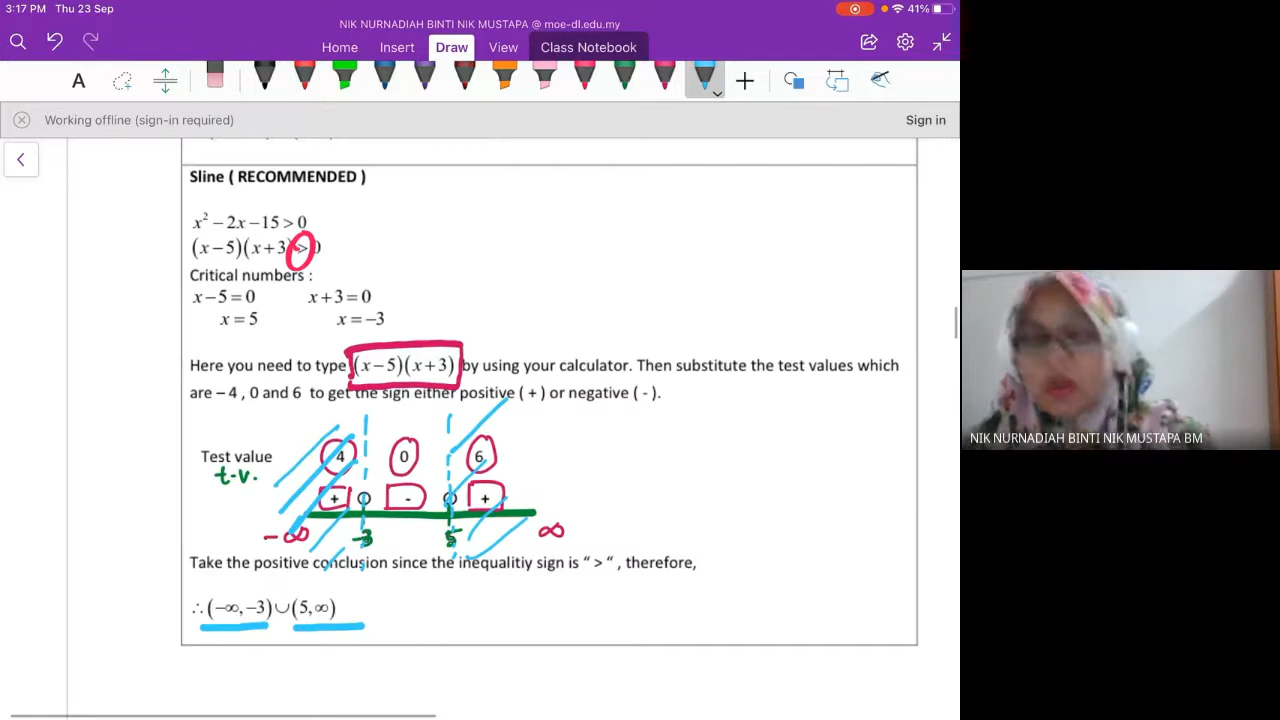 3:17 PM Thu 23 Sep
41%
NIK NURNADIAH BINTI NIK MUSTAPA @ moe-dl.edu.my
Home Insert Draw View Class Notebook
A
Working offline (sign-in required) Sign in
Sline ( RECOMMENDED )
x² − 2x − 15 > 0
(x − 5)(x + 3) > 0
Critical numbers :
x − 5 = 0 x + 3 = 0
x = 5 x = −3
Here you need to type (x − 5)(x + 3) by using your calculator. Then substitute the test values which
are – 4 , 0 and 6 to get the sign either positive ( + ) or negative ( - ).
Test value 4 0 6
t.v.
+ - +
-∞ -3 5 ∞
Take the positive conclusion since the inequalitiy sign is “ > “ , therefore,
∴ (−∞, −3) ∪ (5, ∞)
NIK NURNADIAH BINTI NIK MUSTAPA BM